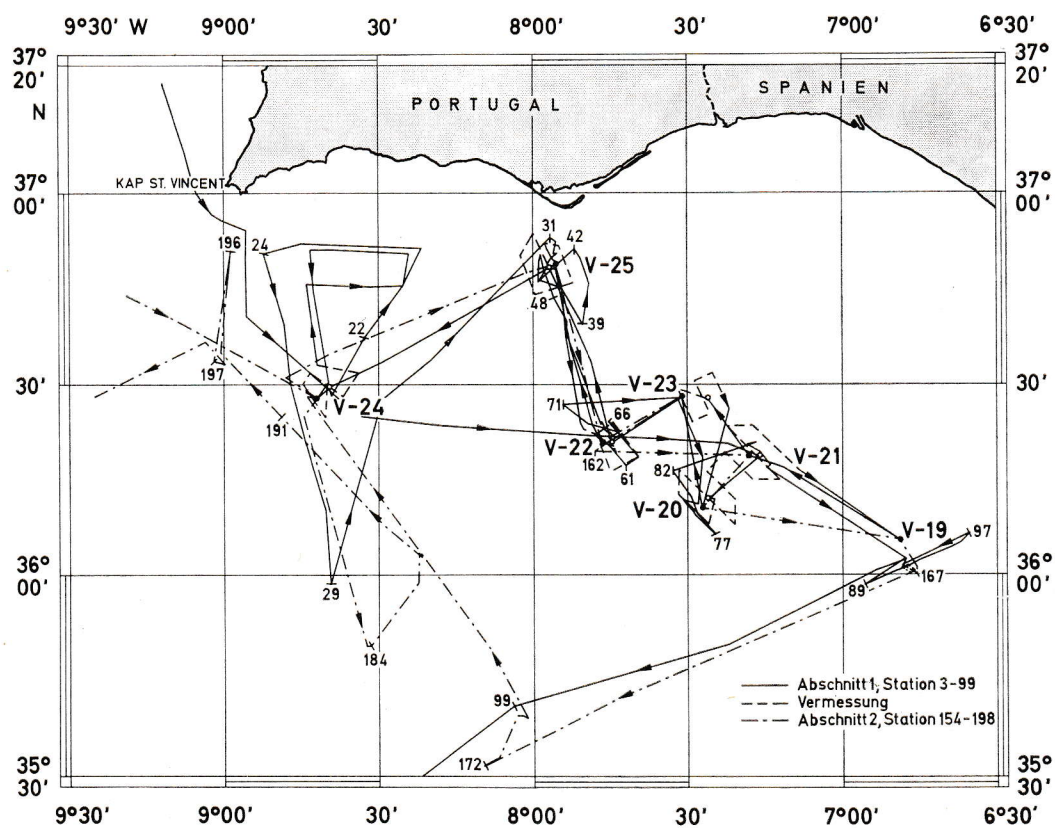 9°30' W 9°00' 30' 8°00' 30' 7°00' 6°30'
37° 20' N
37° 20'
PORTUGAL
SPANIEN
KAP ST. VINCENT
37° 00'
37° 00'
196
24
31
42
V-25
48
39
22
197
30'
30'
V-24
191
71
V-23
66
V-22
162
61
V-21
82
V-20
77
V-19
97
36° 00'
36° 00'
29
89
167
184
99
172
Abschnitt 1, Station 3-99
Vermessung
Abschnitt 2, Station 154-198
35° 30'
35° 30'
9°30' 9°00' 30' 8°00' 30' 7°00' 6°30'